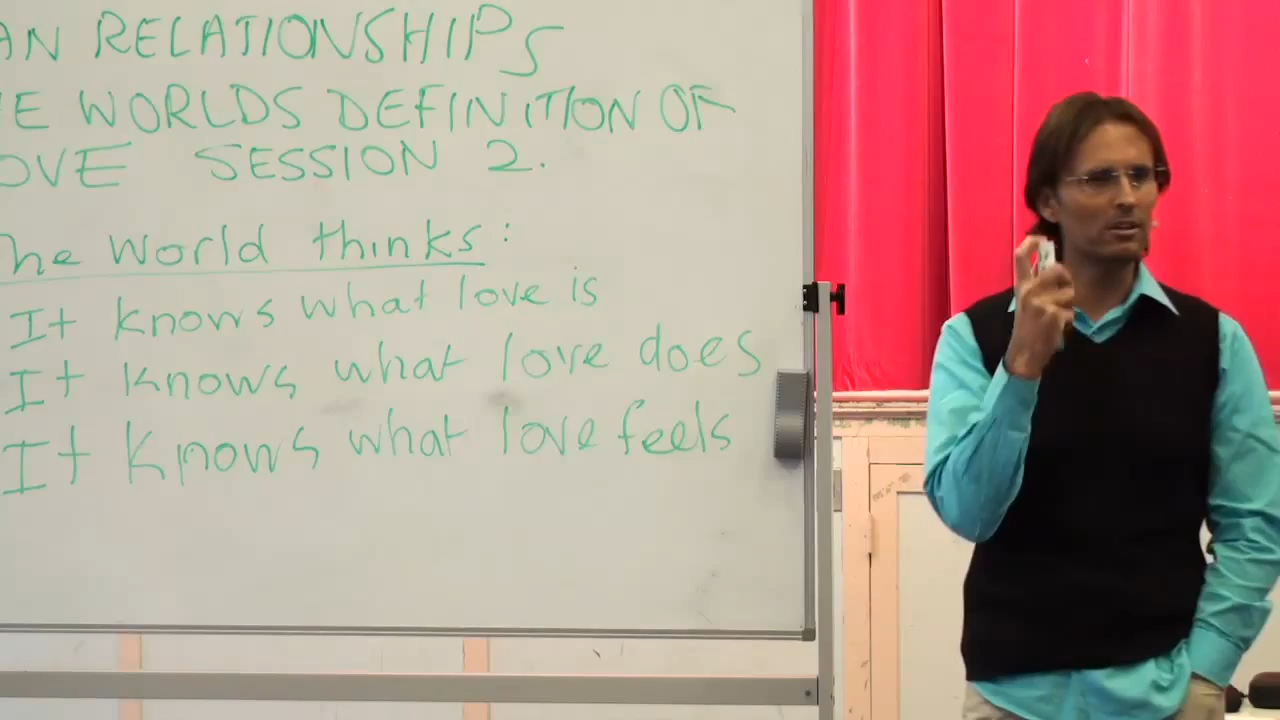 AN RELATIONSHIPS
E WORLDS DEFINITION OF
OVE SESSION 2.
he world thinks:
It knows what love is
It knows what love does
It knows what love feels